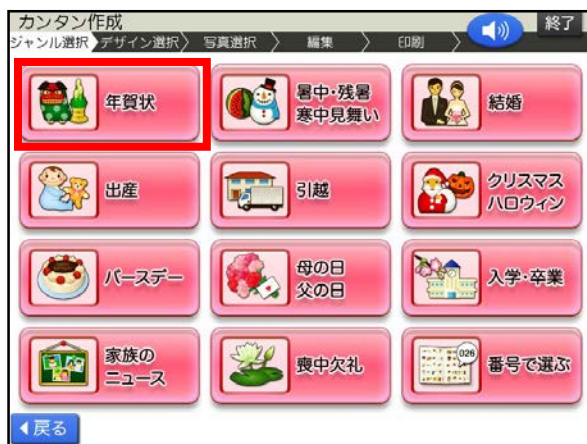 カンタン作成
終了
ジャンル選択 デザイン選択 写真選択 編集 印刷
年賀状
暑中・残暑
寒中見舞い
結婚
出産
引越
クリスマス
ハロウィン
バースデー
母の日
父の日
入学・卒業
家族の
ニュース
喪中欠礼
026
番号で選ぶ
戻る